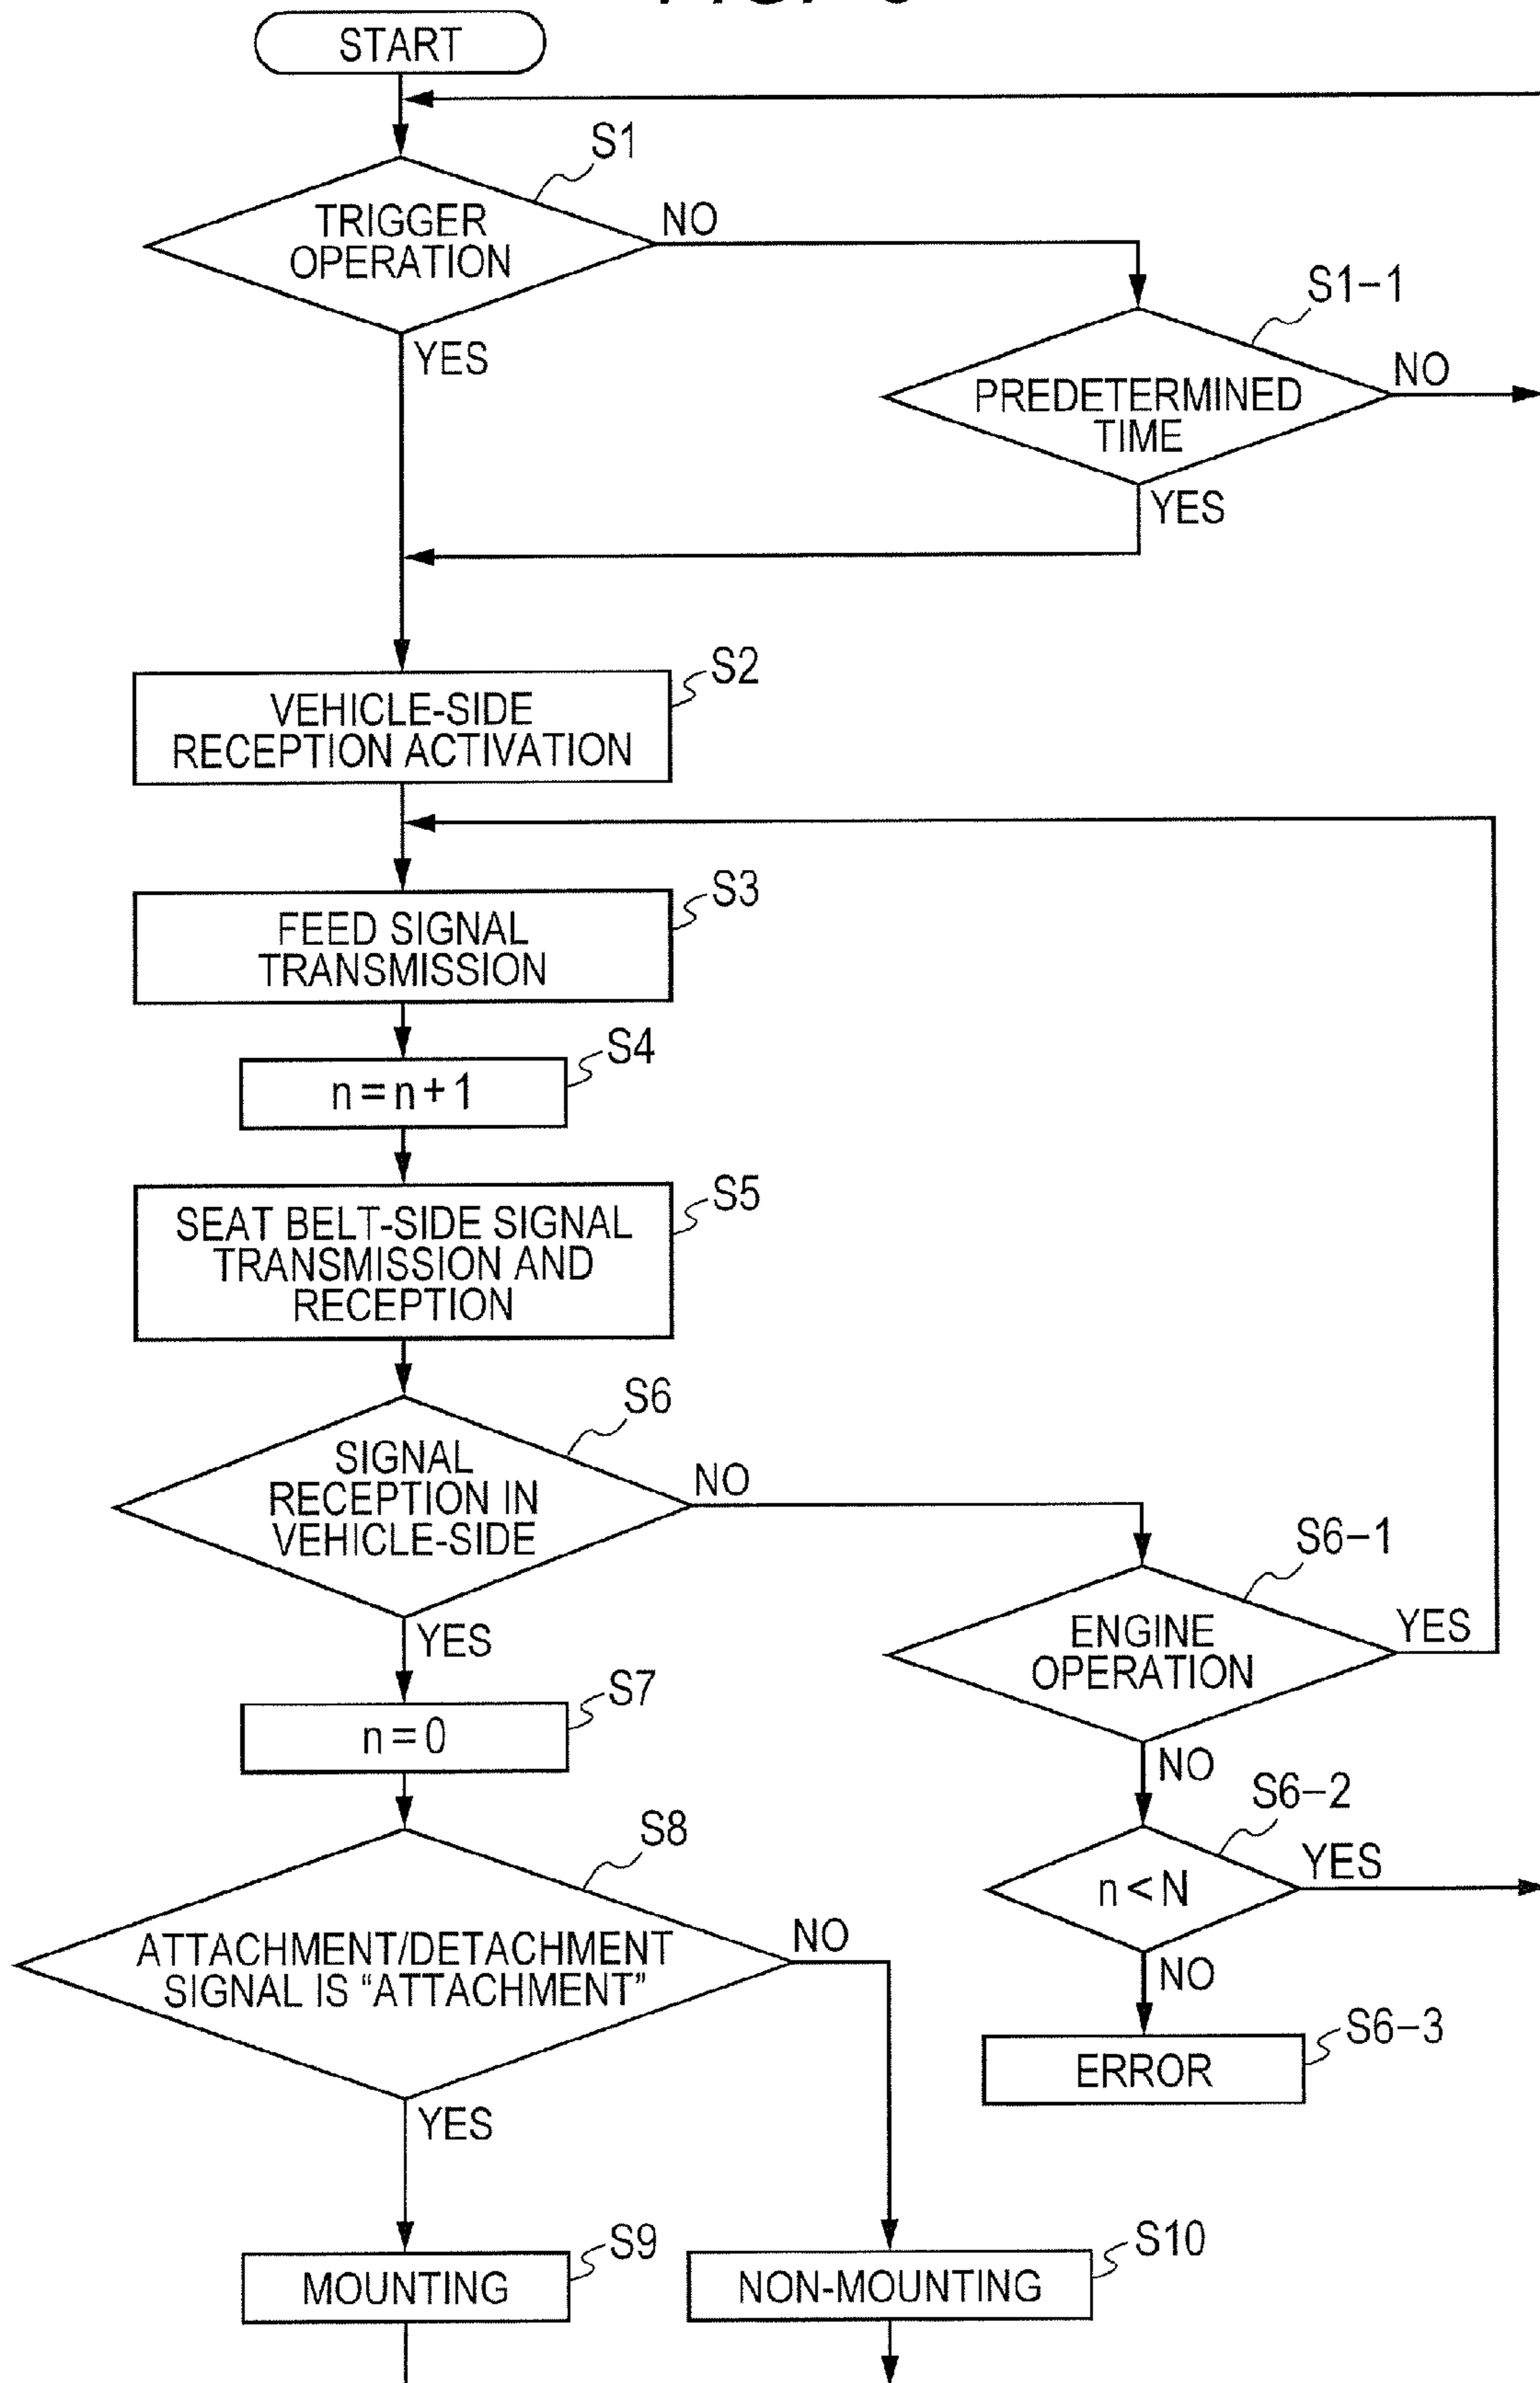 START
S1
TRIGGER
OPERATION
NO
YES
S1-1
PREDETERMINED
TIME
NO
YES
S2
VEHICLE-SIDE
RECEPTION ACTIVATION
S3
FEED SIGNAL
TRANSMISSION
S4
n=n+1
S5
SEAT BELT-SIDE SIGNAL
TRANSMISSION AND
RECEPTION
S6
SIGNAL
RECEPTION IN
VEHICLE-SIDE
NO
YES
S6-1
ENGINE
OPERATION
YES
NO
S7
n=0
S6-2
n<N
YES
NO
S6-3
ERROR
S8
ATTACHMENT/DETACHMENT
SIGNAL IS “ATTACHMENT”
NO
YES
S9
MOUNTING
S10
NON-MOUNTING